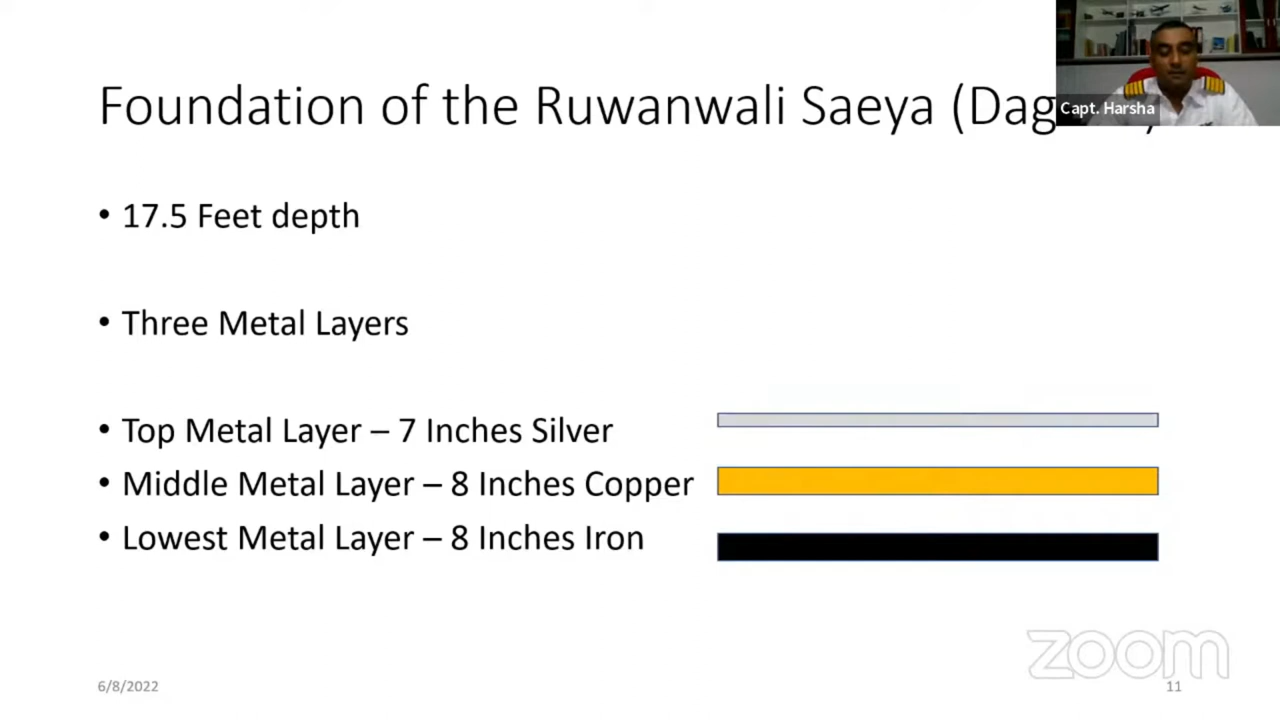 Foundation of the Ruwanwali Saeya (Dag
Capt. Harsha
• 17.5 Feet depth
• Three Metal Layers
• Top Metal Layer – 7 Inches Silver
• Middle Metal Layer – 8 Inches Copper
• Lowest Metal Layer – 8 Inches Iron
zoom
6/8/2022
11